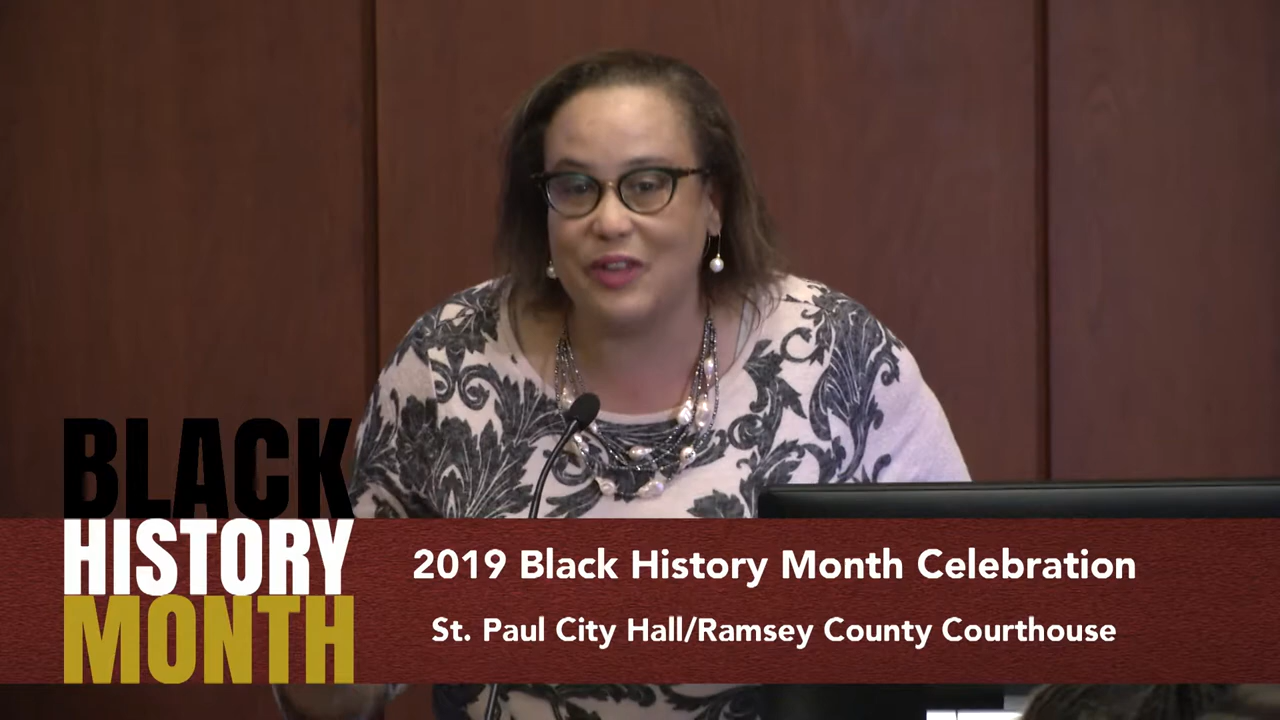 BLACK
HISTORY
MONTH
2019 Black History Month Celebration
St. Paul City Hall/Ramsey County Courthouse